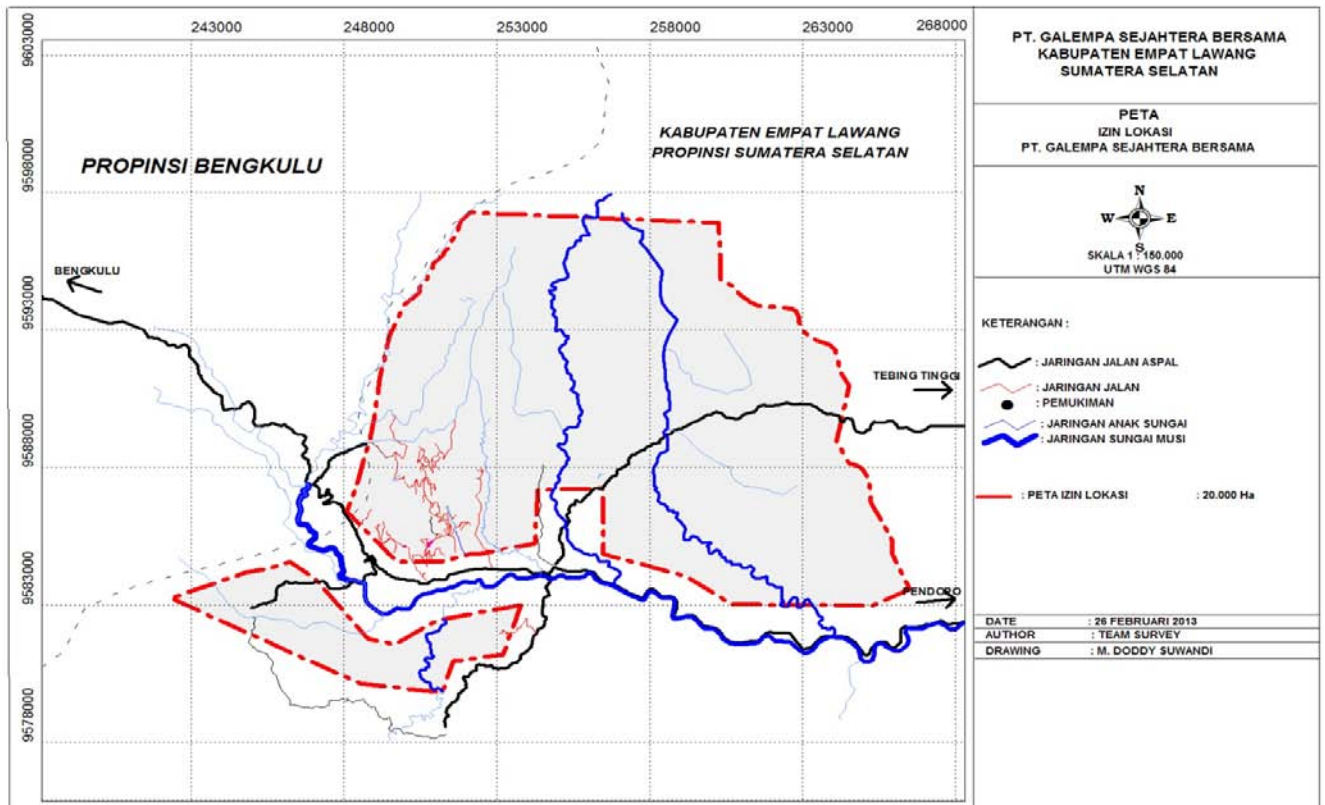 243000 248000 253000 258000 263000 268000
9603000
9598000
9593000
9588000
9583000
9578000
PROPINSI BENGKULU
KABUPATEN EMPAT LAWANG
PROPINSI SUMATERA SELATAN
BENGKULU
TEBING TINGGI
PENDOPO
PT. GALEMPA SEJAHTERA BERSAMA
KABUPATEN EMPAT LAWANG
SUMATERA SELATAN
PETA
IZIN LOKASI
PT. GALEMPA SEJAHTERA BERSAMA
N
W E
S
SKALA 1 : 150.000
UTM WGS 84
KETERANGAN :
: JARINGAN JALAN ASPAL
: JARINGAN JALAN
: PEMUKIMAN
: JARINGAN ANAK SUNGAI
: JARINGAN SUNGAI MUSI
: PETA IZIN LOKASI : 20.000 Ha
DATE : 26 FEBRUARI 2013
AUTHOR : TEAM SURVEY
DRAWING : M. DODDY SUWANDI